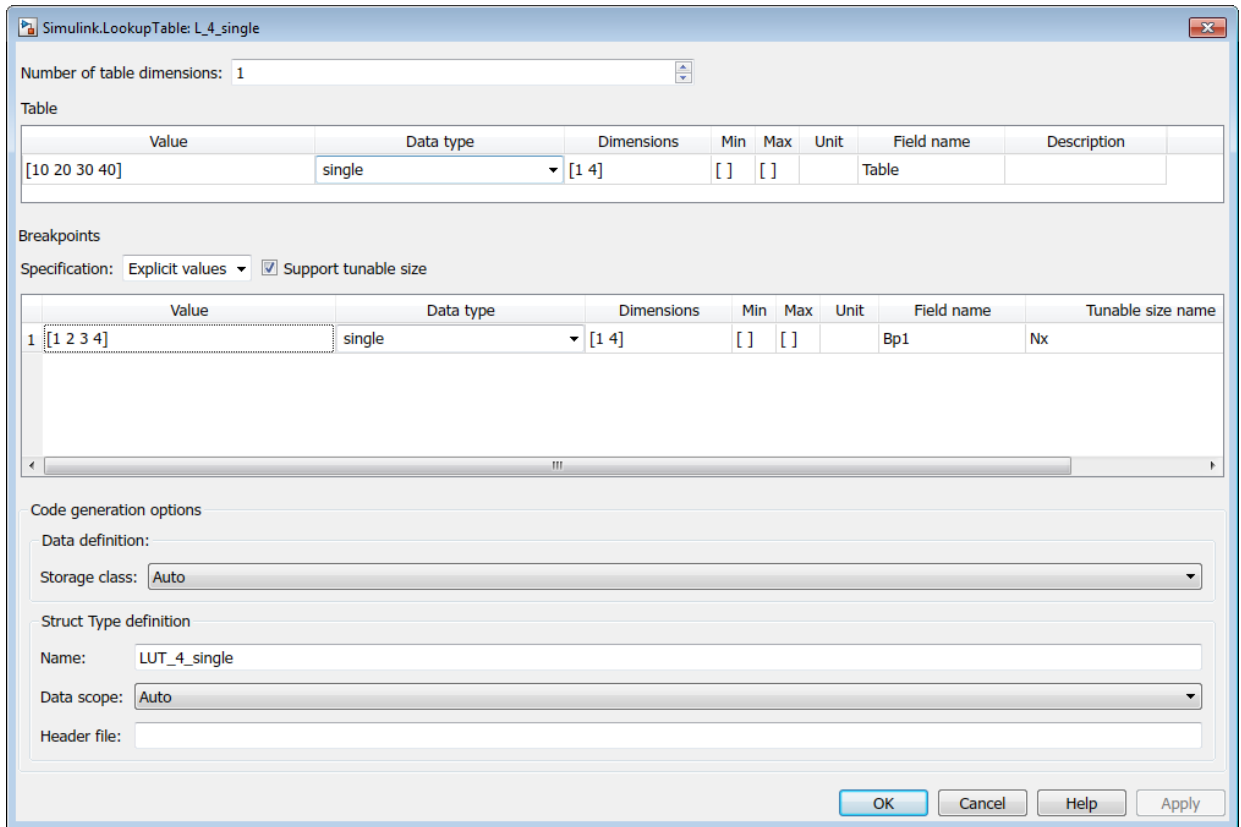 Simulink.LookupTable: L_4_single
Number of table dimensions: 1
Table
Value Data type Dimensions Min Max Unit Field name Description
[10 20 30 40] single [1 4] [ ] [ ] Table
Breakpoints
Specification: Explicit values Support tunable size
Value Data type Dimensions Min Max Unit Field name Tunable size name
1 [1 2 3 4] single [1 4] [ ] [ ] Bp1 Nx
Code generation options
Data definition:
Storage class: Auto
Struct Type definition
Name: LUT_4_single
Data scope: Auto
Header file:
OK Cancel Help Apply